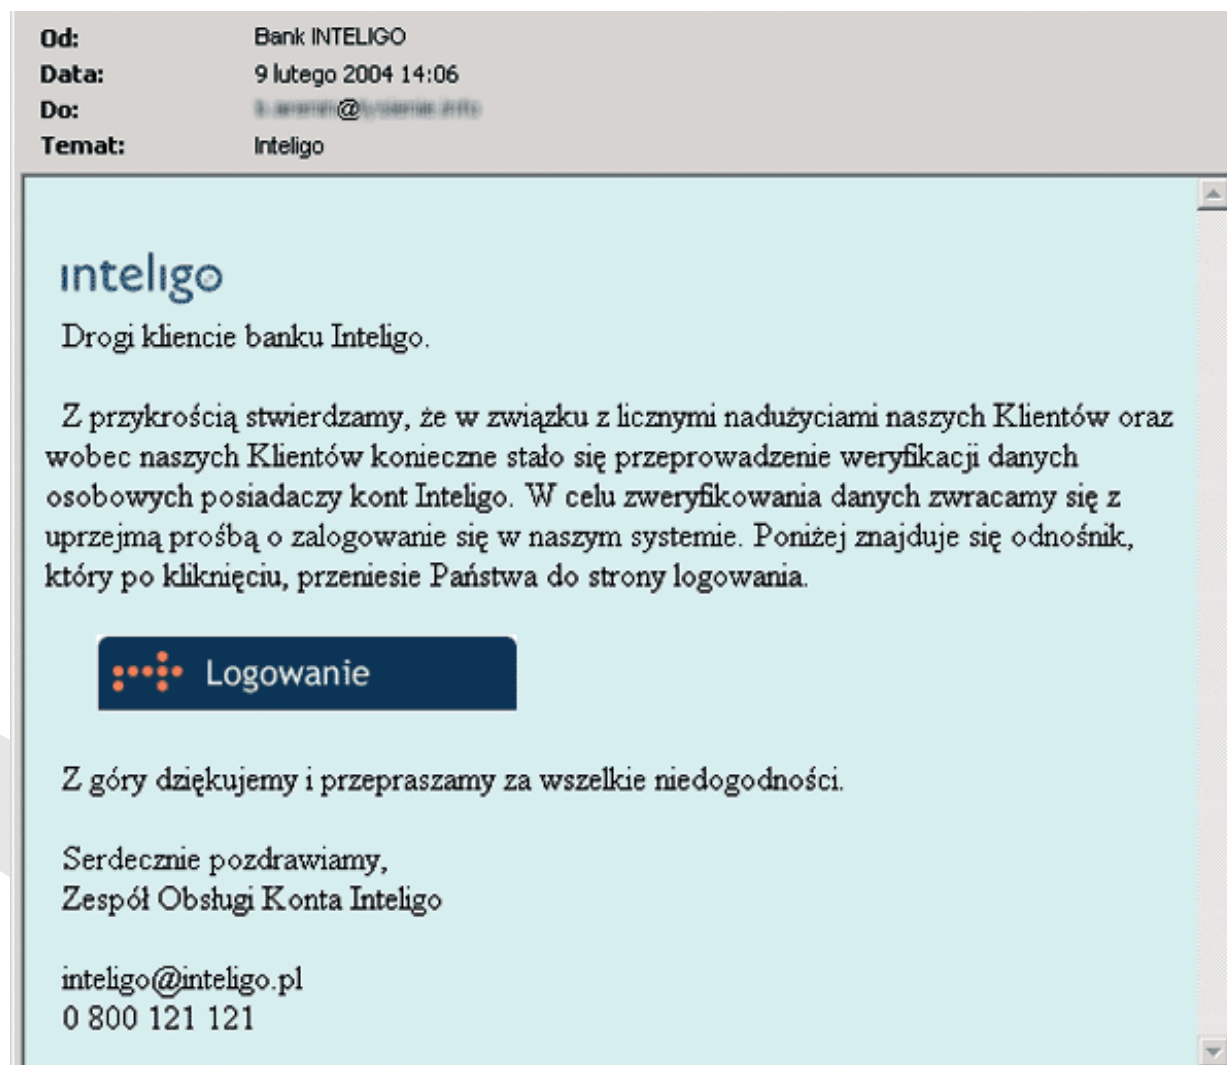 Od: Bank INTELIGO
Data: 9 lutego 2004 14:06
Do: @
Temat: Inteligo
inteligo
Drogi kliencie banku Inteligo.
Z przykrością stwierdzamy, że w związku z licznymi nadużyciami naszych Klientów oraz
wobec naszych Klientów konieczne stało się przeprowadzenie weryfikacji danych
osobowych posiadaczy kont Inteligo. W celu zweryfikowania danych zwracamy się z
uprzejmą prośbą o zalogowanie się w naszym systemie. Poniżej znajduje się odnośnik,
który po kliknięciu, przeniesie Państwa do strony logowania.
Logowanie
Z góry dziękujemy i przepraszamy za wszelkie niedogodności.
Serdecznie pozdrawiamy,
Zespół Obsługi Konta Inteligo
inteligo@inteligo.pl
0 800 121 121